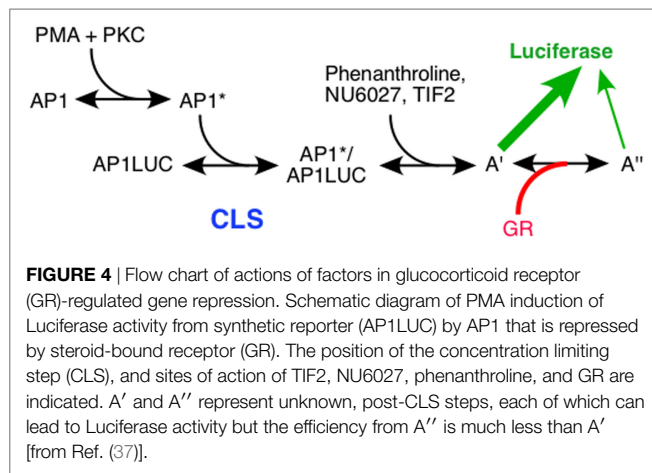 PMA + PKC
Luciferase
Phenanthroline,
NU6027, TIF2
AP1
AP1*
AP1LUC
AP1*/
AP1LUC
A'
A''
CLS
GR
FIGURE 4 | Flow chart of actions of factors in glucocorticoid receptor
(GR)-regulated gene repression. Schematic diagram of PMA induction of
Luciferase activity from synthetic reporter (AP1LUC) by AP1 that is repressed
by steroid-bound receptor (GR). The position of the concentration limiting
step (CLS), and sites of action of TIF2, NU6027, phenanthroline, and GR are
indicated. A′ and A′′ represent unknown, post-CLS steps, each of which can
lead to Luciferase activity but the efficiency from A′′ is much less than A′
[from Ref. (37)].